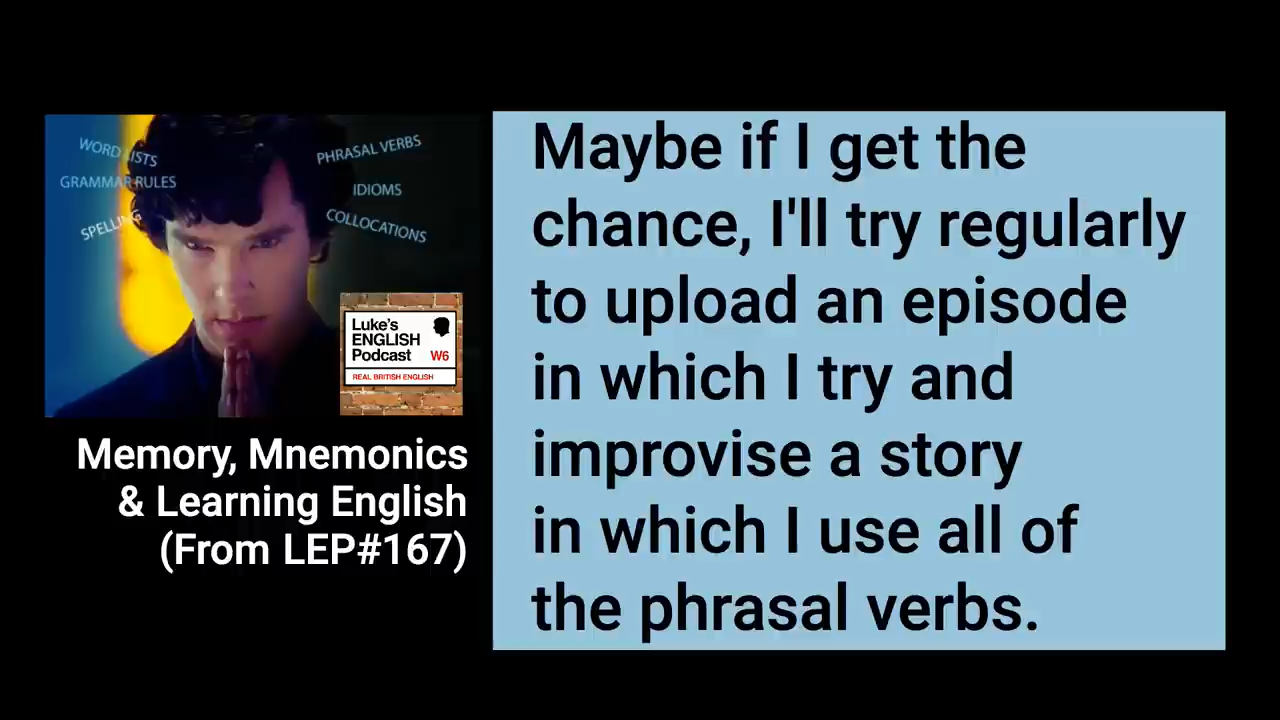 WORD LISTS
GRAMMAR RULES
SPELLING
PHRASAL VERBS
IDIOMS
COLLOCATIONS
Luke's
ENGLISH
Podcast W6
REAL BRITISH ENGLISH
Memory, Mnemonics
& Learning English
(From LEP#167)
Maybe if I get the
chance, I'll try regularly
to upload an episode
in which I try and
improvise a story
in which I use all of
the phrasal verbs.